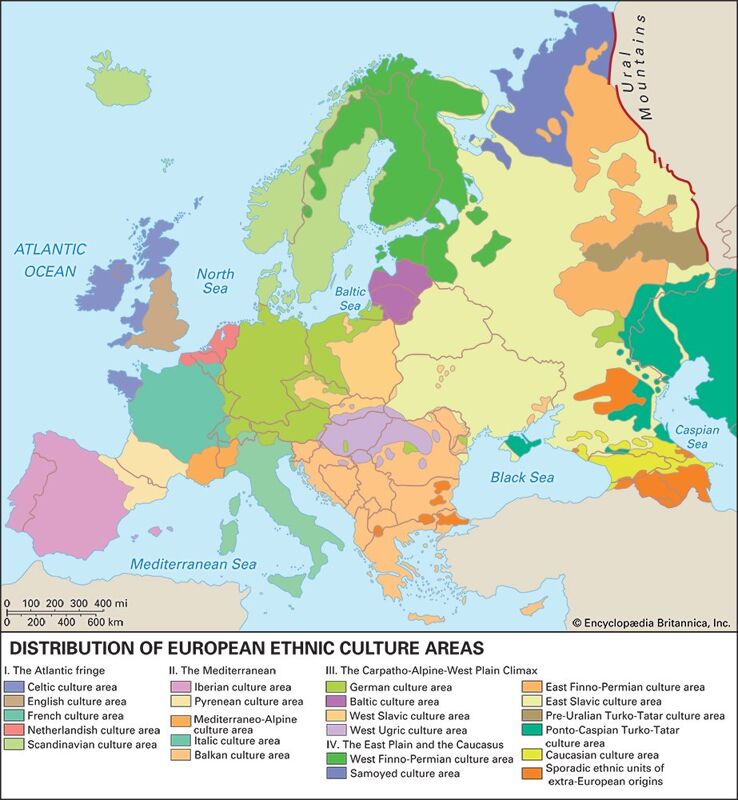 Ural
Mountains
ATLANTIC
OCEAN
North
Sea
Baltic
Sea
Caspian
Sea
Black Sea
Mediterranean Sea
0 100 200 300 400 mi
0 200 400 600 km
© Encyclopædia Britannica, Inc.
DISTRIBUTION OF EUROPEAN ETHNIC CULTURE AREAS
I. The Atlantic fringe
Celtic culture area
English culture area
French culture area
Netherlandish culture area
Scandinavian culture area
II. The Mediterranean
Iberian culture area
Pyrenean culture area
Mediterraneo-Alpine
culture area
Italic culture area
Balkan culture area
III. The Carpatho-Alpine-West Plain Climax
German culture area
Baltic culture area
West Slavic culture area
West Ugric culture area
IV. The East Plain and the Caucasus
West Finno-Permian culture area
Samoyed culture area
East Finno-Permian culture area
East Slavic culture area
Pre-Uralian Turko-Tatar culture area
Ponto-Caspian Turko-Tatar
culture area
Caucasian culture area
Sporadic ethnic units of
extra-European origins